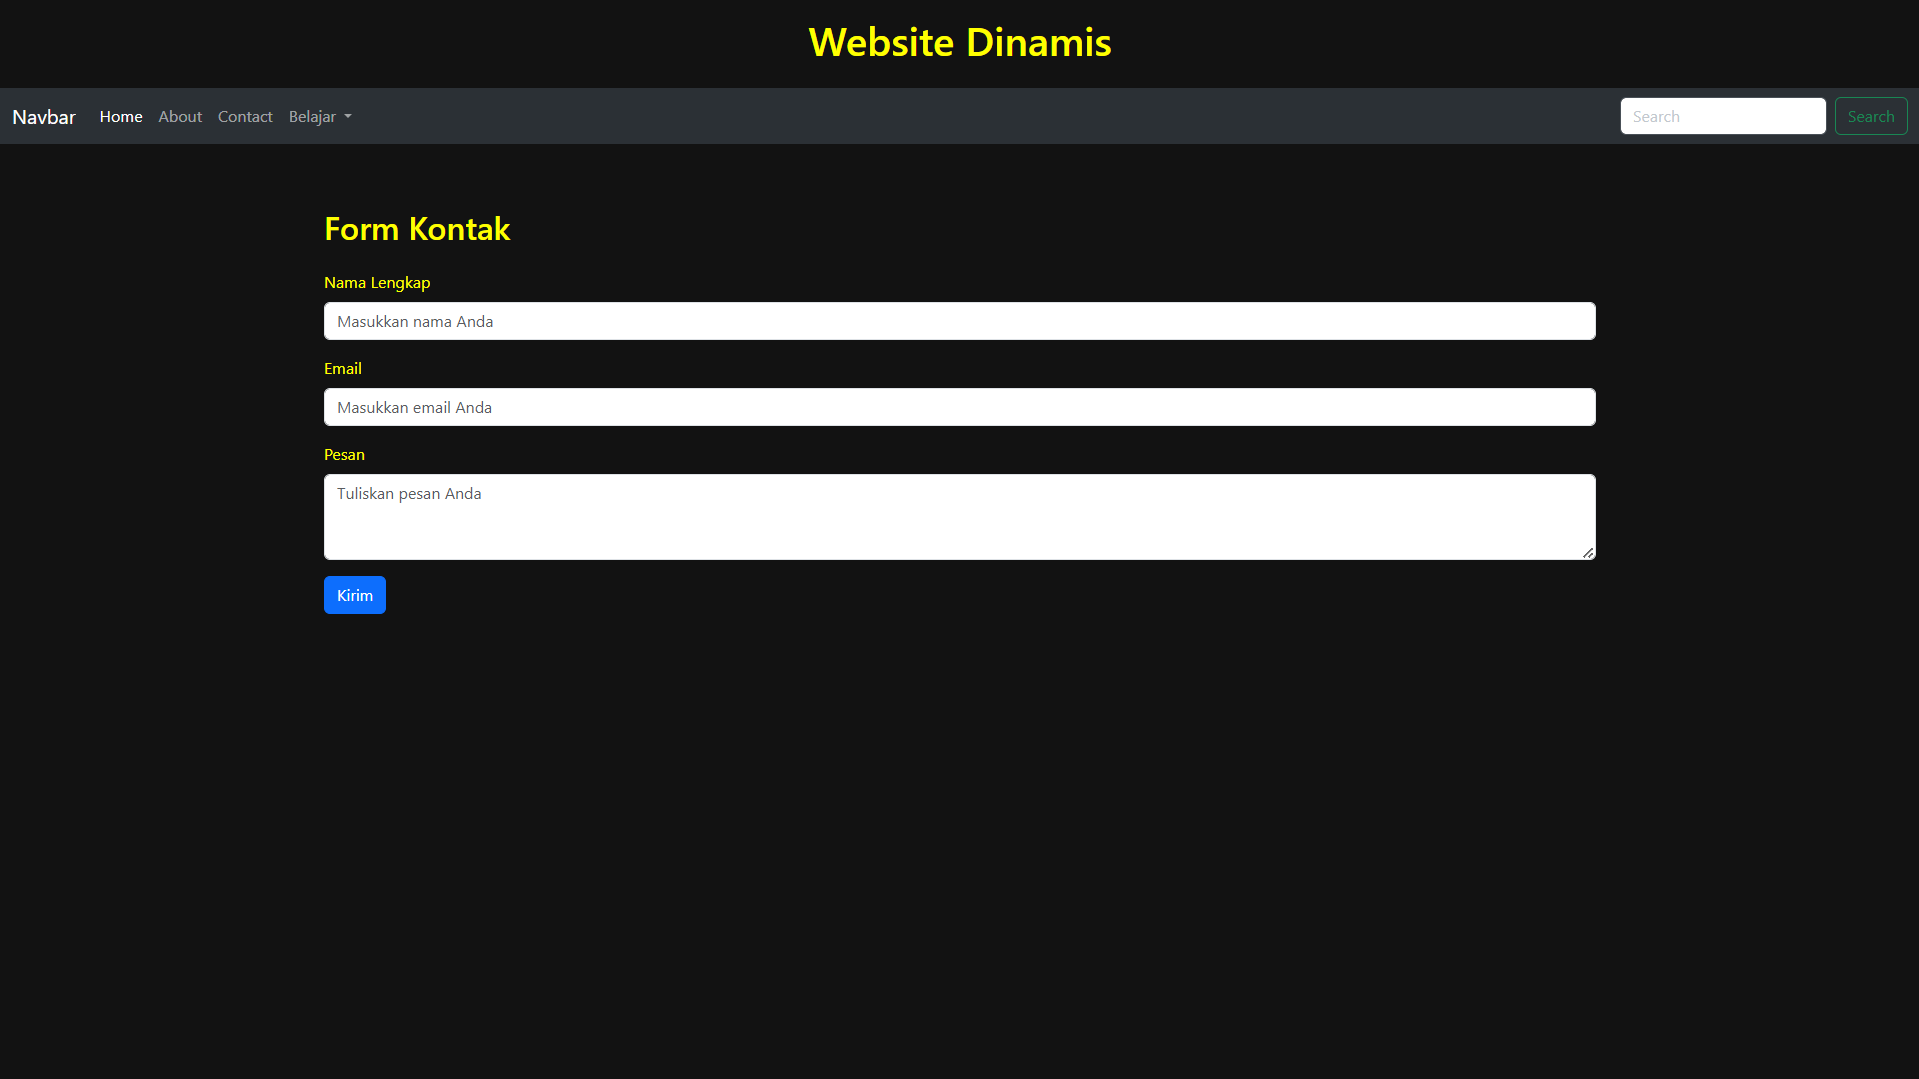 Website Dinamis
Navbar Home About Contact Belajar Search Search
Form Kontak
Nama Lengkap
Masukkan nama Anda
Email
Masukkan email Anda
Pesan
Tuliskan pesan Anda
Kirim